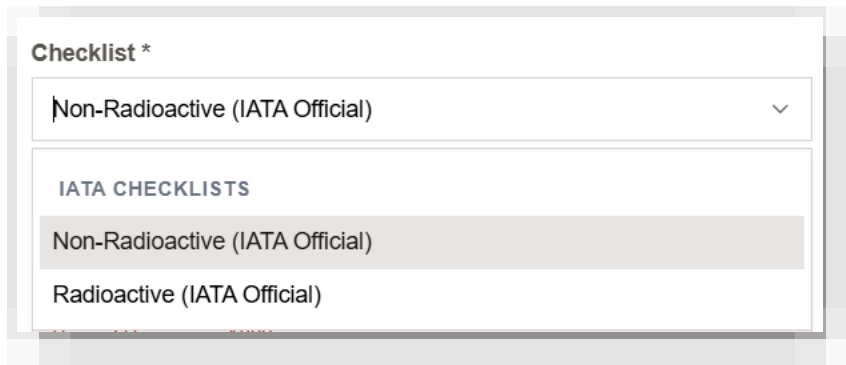 Checklist *
Non-Radioactive (IATA Official)
IATA CHECKLISTS
Non-Radioactive (IATA Official)
Radioactive (IATA Official)